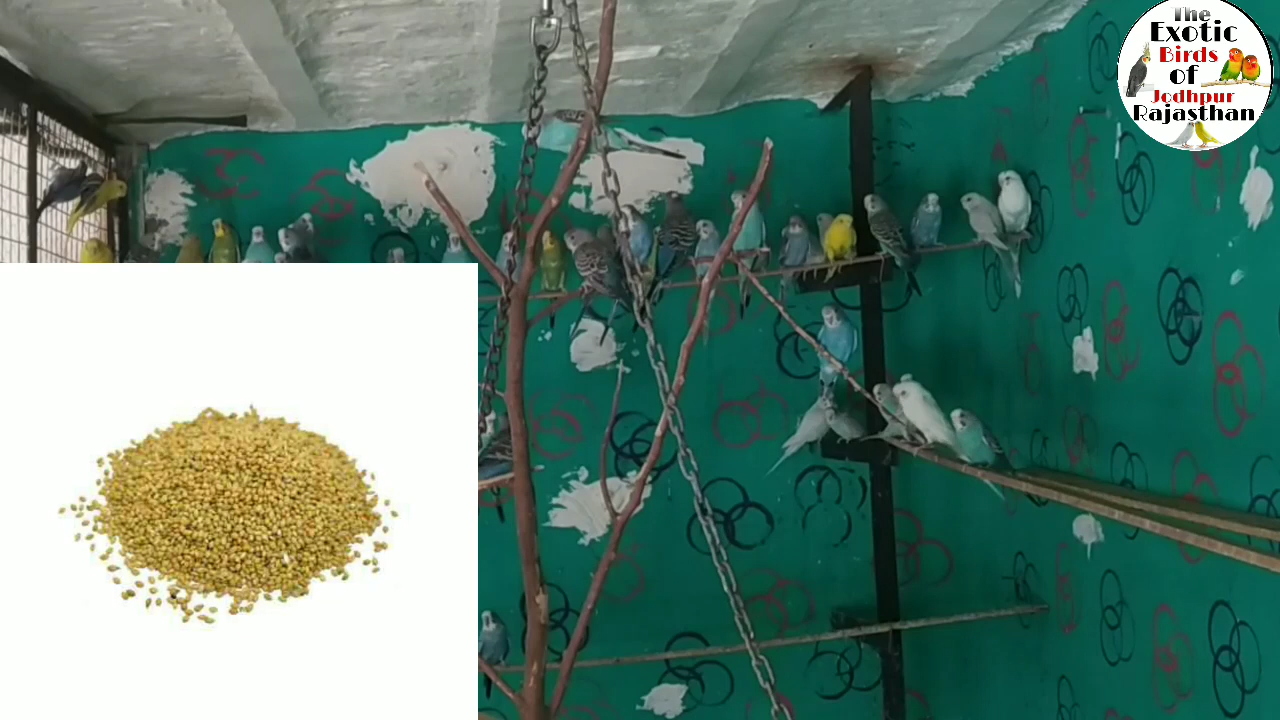 The
Exotic
Birds
of
Jodhpur
Rajasthan